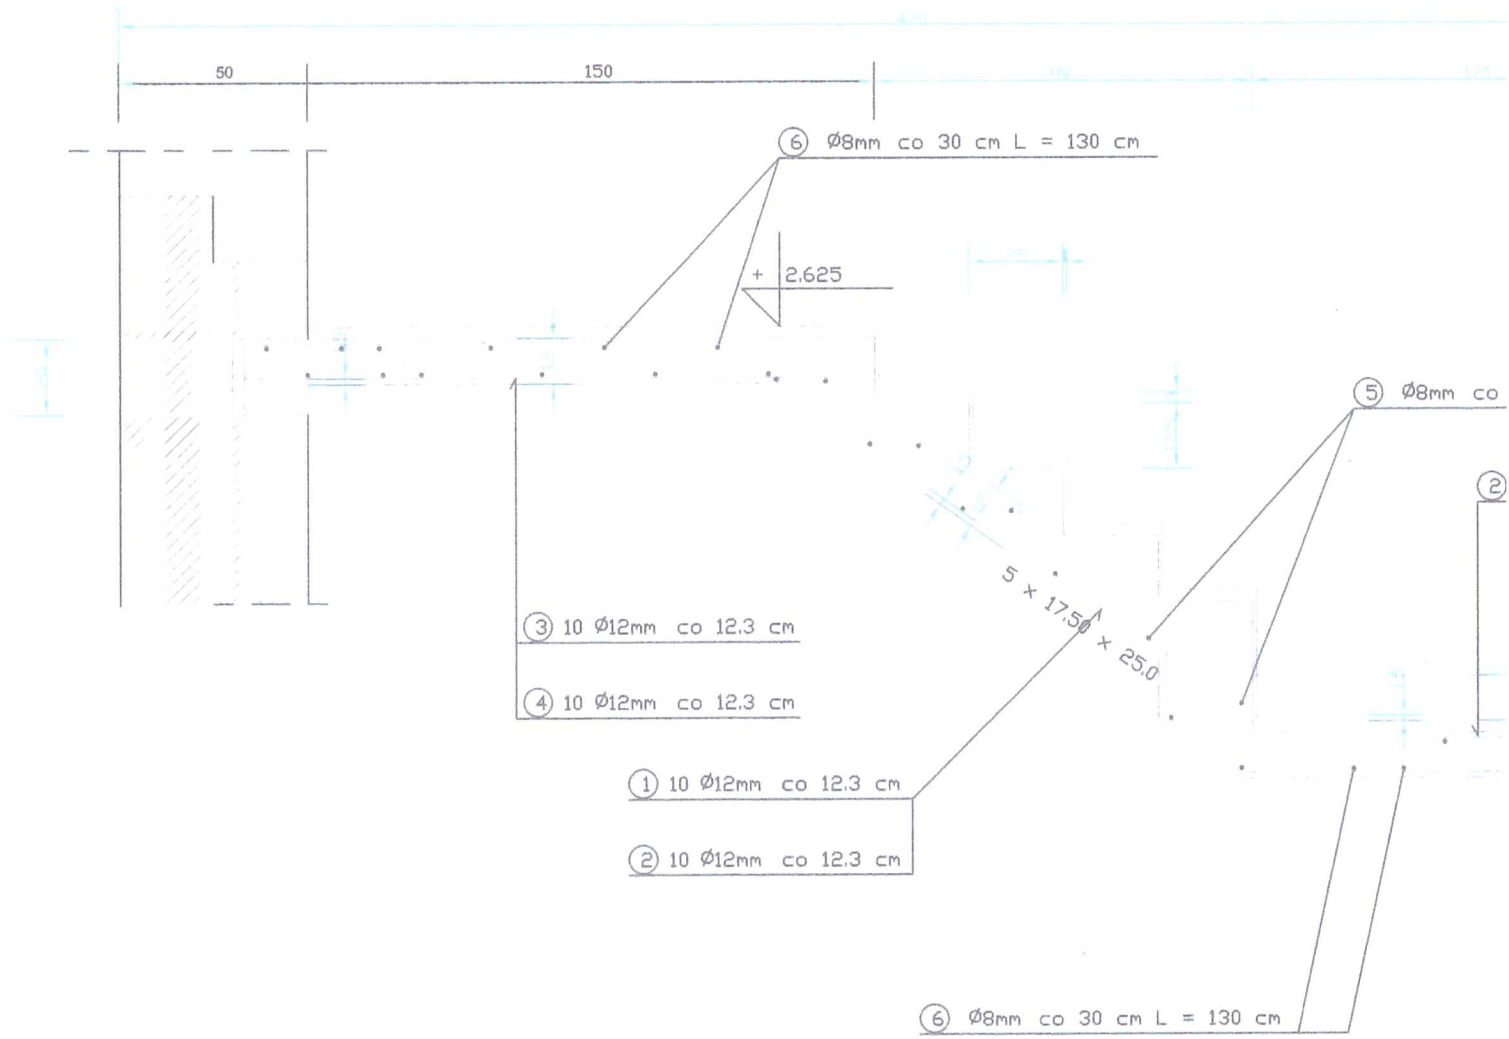 50
150
6 Ø8mm co 30 cm L = 130 cm
+ 2.625
5 Ø8mm co
2
5 x 17.50 x 25.0
3 10 Ø12mm co 12.3 cm
4 10 Ø12mm co 12.3 cm
1 10 Ø12mm co 12.3 cm
2 10 Ø12mm co 12.3 cm
6 Ø8mm co 30 cm L = 130 cm